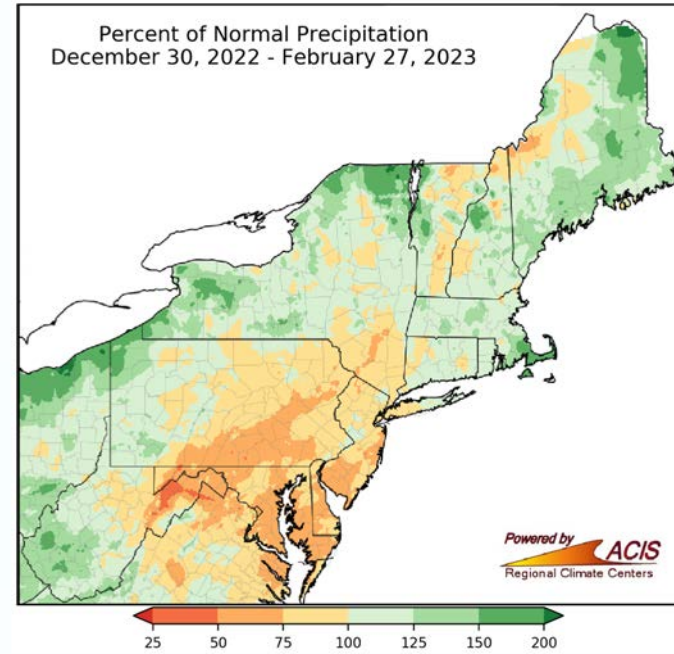 Percent of Normal Precipitation
December 30, 2022 - February 27, 2023
Powered by
ACIS
Regional Climate Centers
25 50 75 100 125 150 200